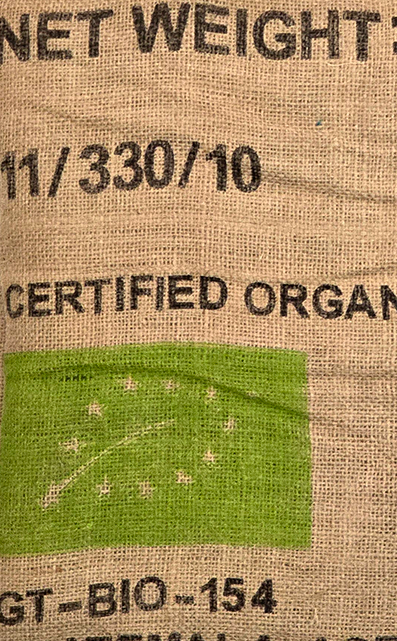 NET WEIGHT:
11/330/10
CERTIFIED ORGAN
GT-BIO-154